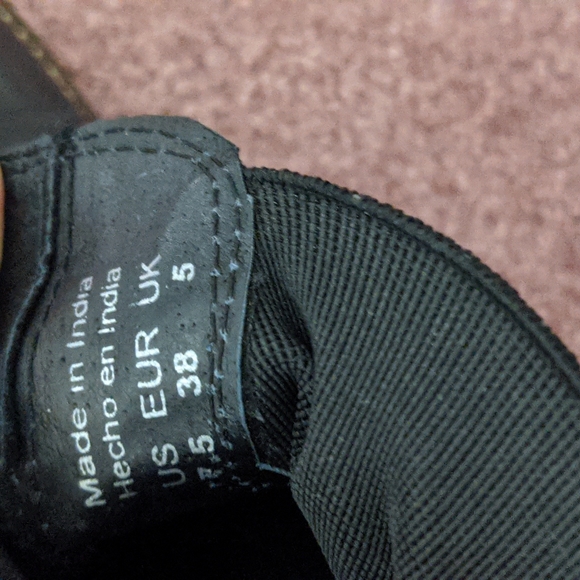 Made in India
Hecho en India
US EUR UK
7.5 38 5